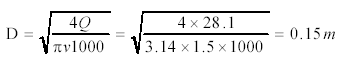 D = √(4Q / πv1000) = √(4 × 28.1 / 3.14 × 1.5 × 1000) = 0.15 m